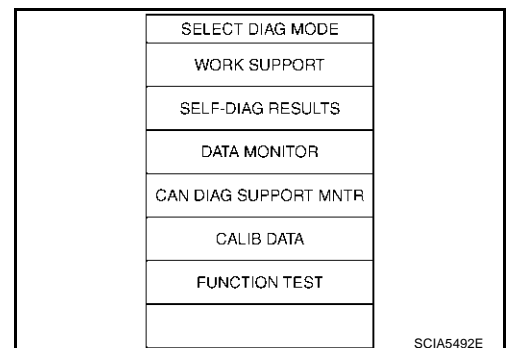 SELECT DIAG MODE
WORK SUPPORT
SELF-DIAG RESULTS
DATA MONITOR
CAN DIAG SUPPORT MNTR
CALIB DATA
FUNCTION TEST
SCIA5492E